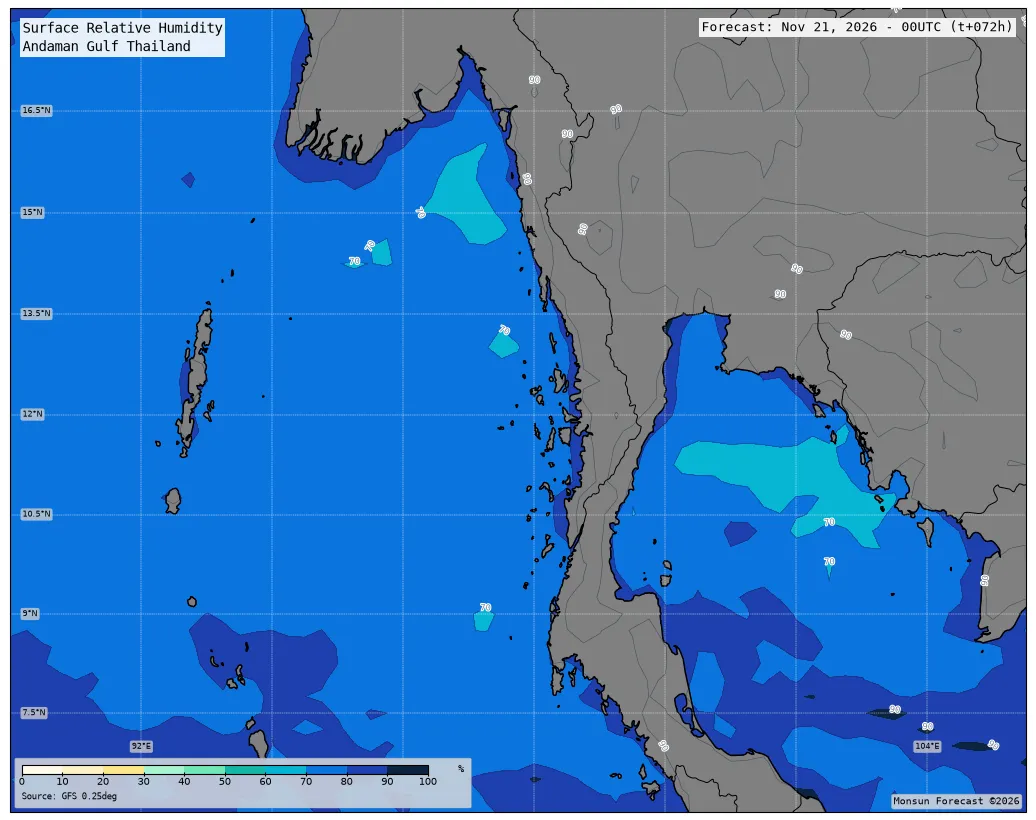 Surface Relative Humidity
Andaman Gulf Thailand
Forecast: Nov 21, 2026 - 00UTC (t+072h)
90
16.5°N
90
90
90
15°N
70
90
70
70
90
90
13.5°N
70
90
12°N
10.5°N
70
70
90
70
9°N
7.5°N
90
90
92°E
90
104°E
90
0 10 20 30 40 50 60 70 80 90 100 %
Source: GFS 0.25deg
Monsun Forecast ©2026